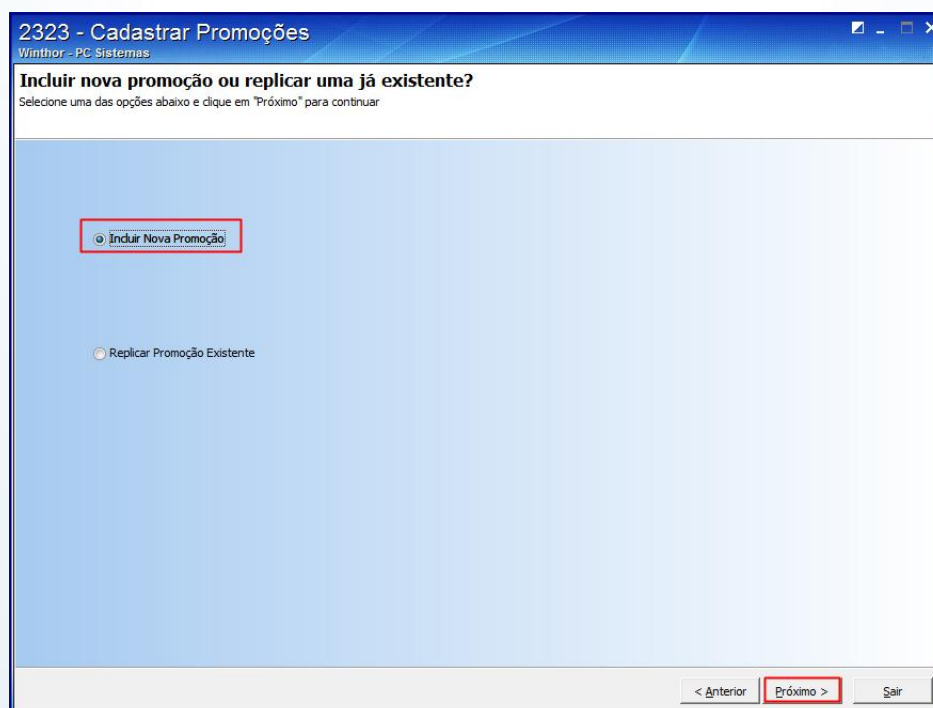 2323 - Cadastrar Promoções
Winthor - PC Sistemas
Incluir nova promoção ou replicar uma já existente?
Selecione uma das opções abaixo e clique em "Próximo" para continuar
Incluir Nova Promoção
Replicar Promoção Existente
< Anterior Próximo > Sair